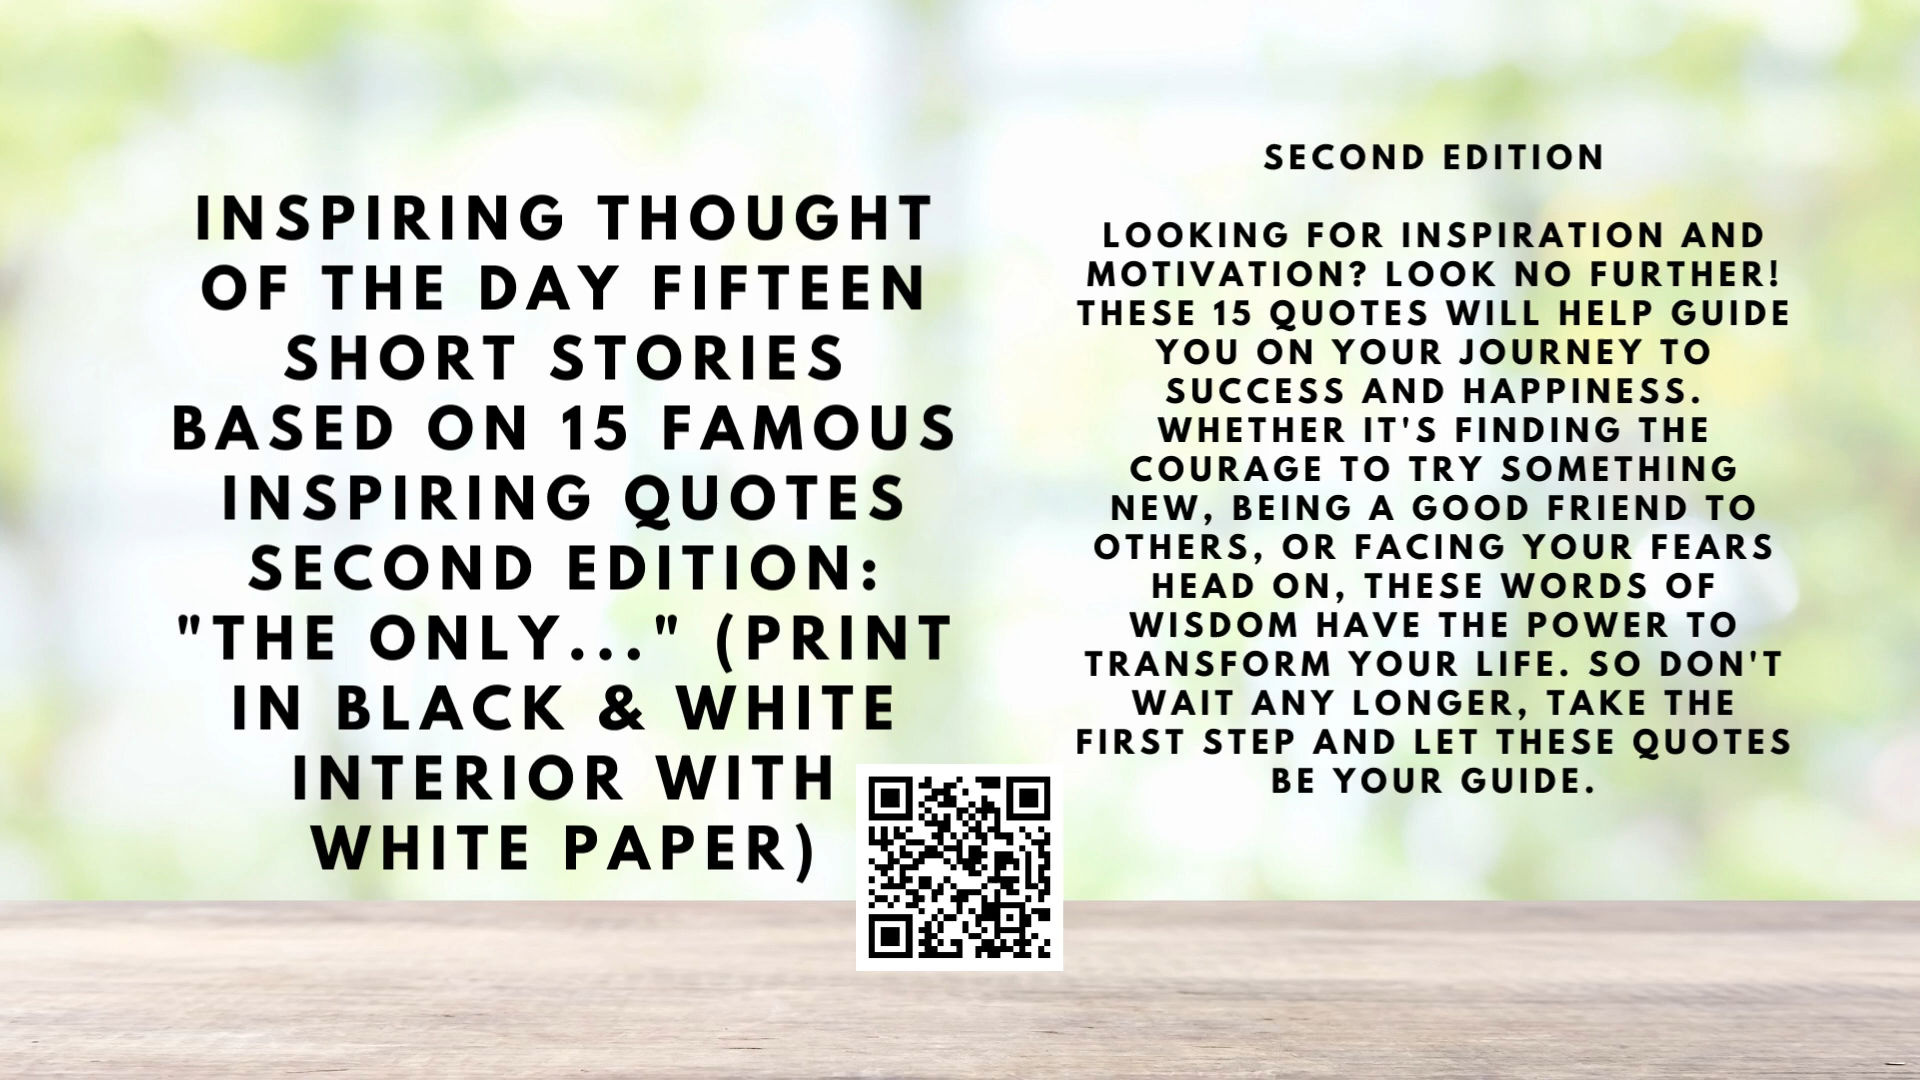 INSPIRING THOUGHT
OF THE DAY FIFTEEN
SHORT STORIES
BASED ON 15 FAMOUS
INSPIRING QUOTES
SECOND EDITION:
"THE ONLY..." (PRINT
IN BLACK & WHITE
INTERIOR WITH
WHITE PAPER)
SECOND EDITION
LOOKING FOR INSPIRATION AND
MOTIVATION? LOOK NO FURTHER!
THESE 15 QUOTES WILL HELP GUIDE
YOU ON YOUR JOURNEY TO
SUCCESS AND HAPPINESS.
WHETHER IT'S FINDING THE
COURAGE TO TRY SOMETHING
NEW, BEING A GOOD FRIEND TO
OTHERS, OR FACING YOUR FEARS
HEAD ON, THESE WORDS OF
WISDOM HAVE THE POWER TO
TRANSFORM YOUR LIFE. SO DON'T
WAIT ANY LONGER, TAKE THE
FIRST STEP AND LET THESE QUOTES
BE YOUR GUIDE.